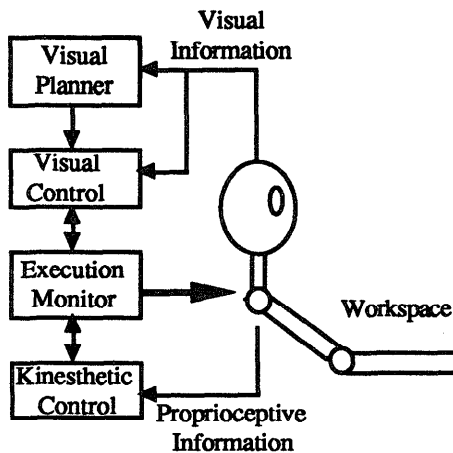 Visual
Information
Visual
Planner
Visual
Control
Execution
Monitor
Workspace
Kinesthetic
Control
Proprioceptive
Information